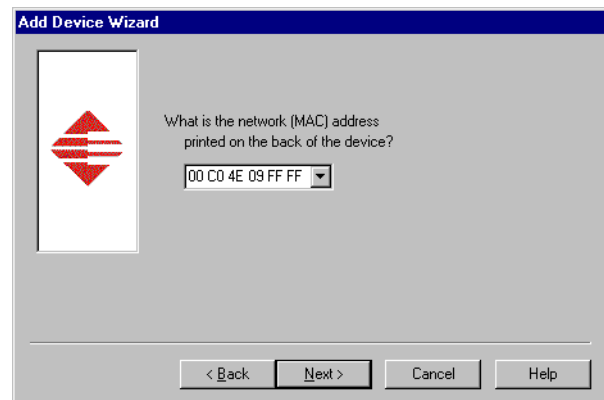 Add Device Wizard
What is the network (MAC) address
printed on the back of the device?
00 C0 4E 09 FF FF
< Back
Next >
Cancel
Help